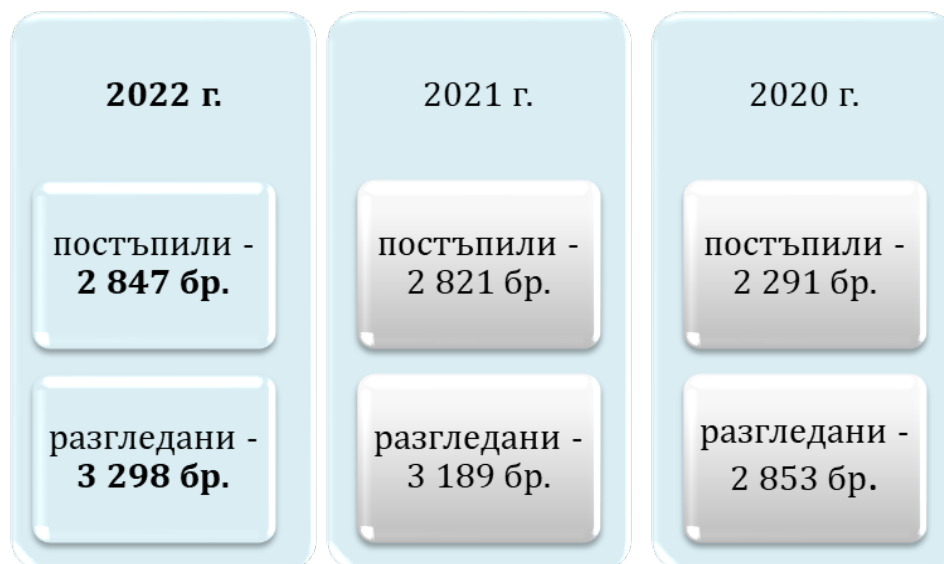 2022 г.
постъпили -
2 847 бр.
разгледани -
3 298 бр.
2021 г.
постъпили -
2 821 бр.
разгледани -
3 189 бр.
2020 г.
постъпили -
2 291 бр.
разгледани -
2 853 бр.